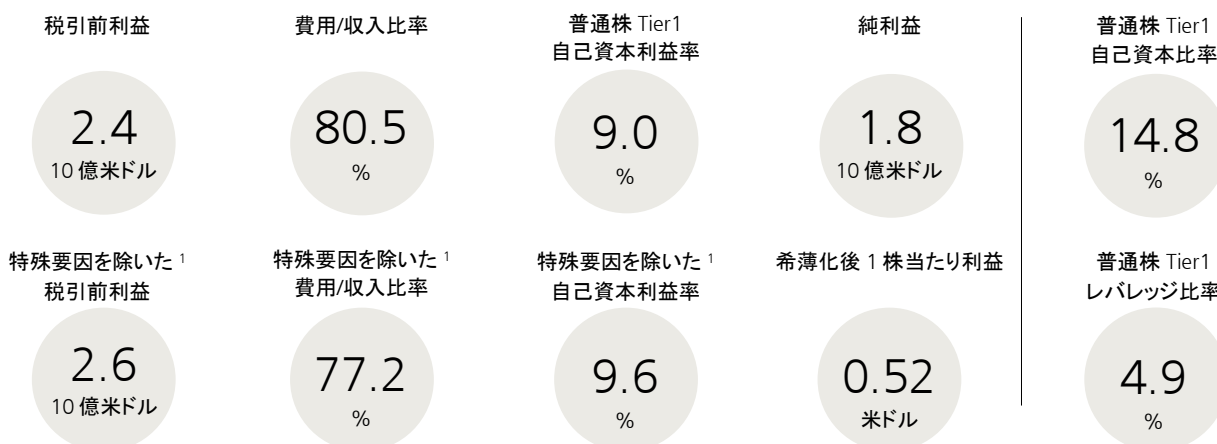 税引前利益
2.4
10 億米ドル
費用/収入比率
80.5
%
普通株 Tier1
自己資本利益率
9.0
%
純利益
1.8
10 億米ドル
普通株 Tier1
自己資本比率
14.8
%
特殊要因を除いた 1
税引前利益
2.6
10 億米ドル
特殊要因を除いた 1
費用/収入比率
77.2
%
特殊要因を除いた 1
自己資本利益率
9.6
%
希薄化後 1 株当たり利益
0.52
米ドル
普通株 Tier1
レバレッジ比率
4.9
%